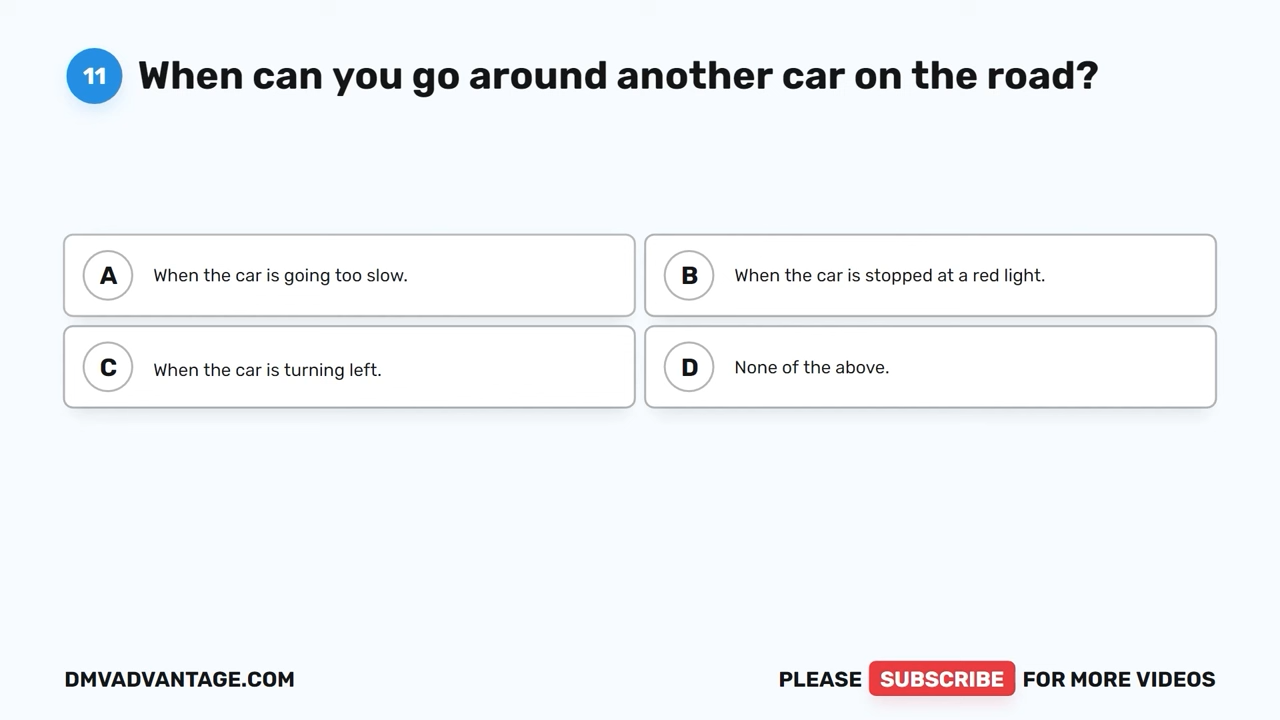 11 When can you go around another car on the road?
A When the car is going too slow.
B When the car is stopped at a red light.
C When the car is turning left.
D None of the above.
DMVADVANTAGE.COM
PLEASE SUBSCRIBE FOR MORE VIDEOS